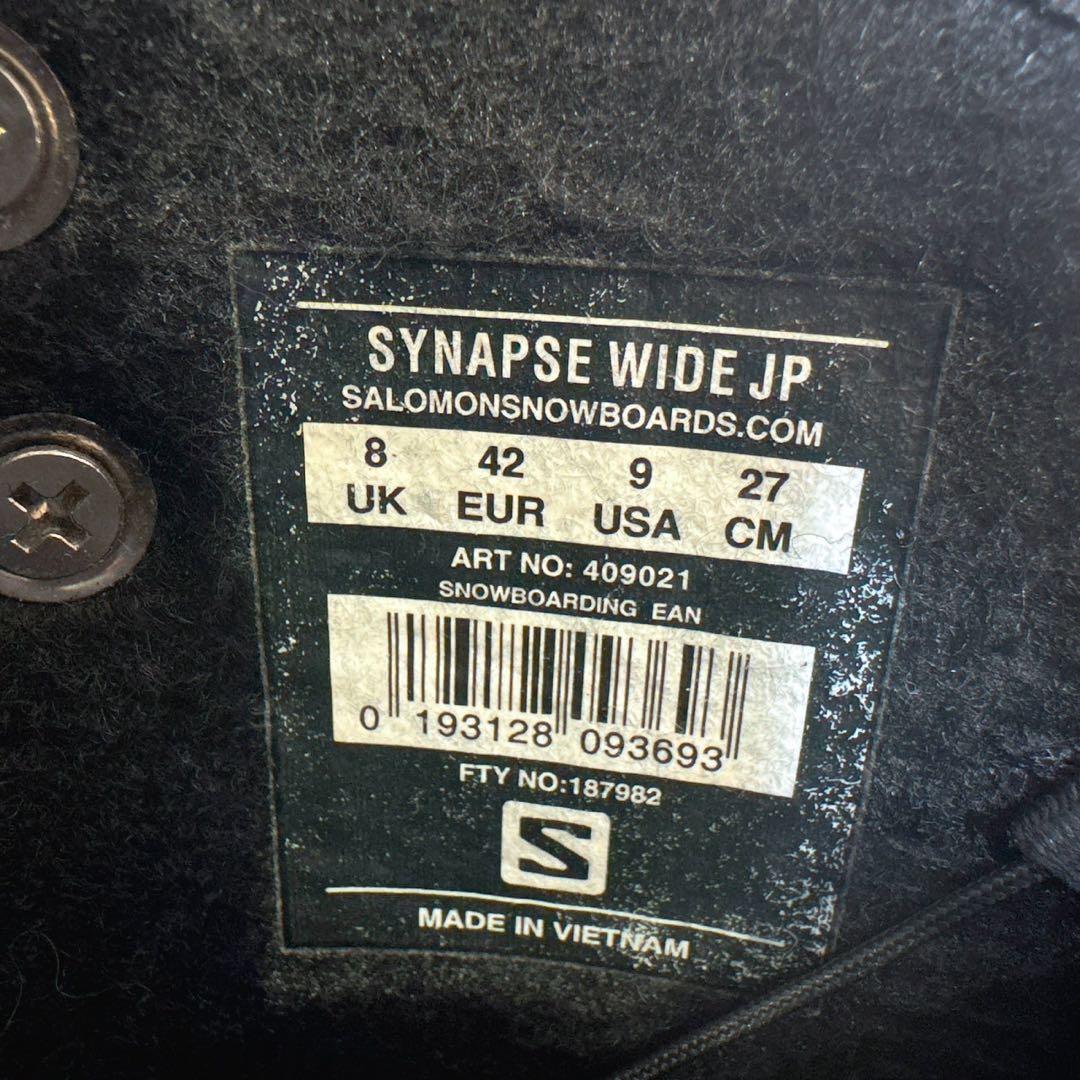 SYNAPSE WIDE JP
SALOMONSNOWBOARDS.COM
8 42 9 27
UK EUR USA CM
ART NO: 409021
SNOWBOARDING EAN
0 193128 093693
FTY NO:187982
S
MADE IN VIETNAM